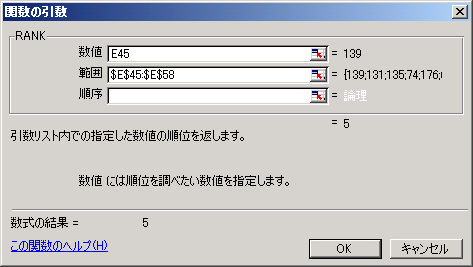 関数の引数
RANK
数値 E45 = 139
範囲 $E$45:$E$58 = {139;131;135;74;176;
順序 = 論理
= 5
引数リスト内での指定した数値の順位を返します。
数値 には順位を調べたい数値を指定します。
数式の結果 = 5
この関数のヘルプ(H)
OK キャンセル